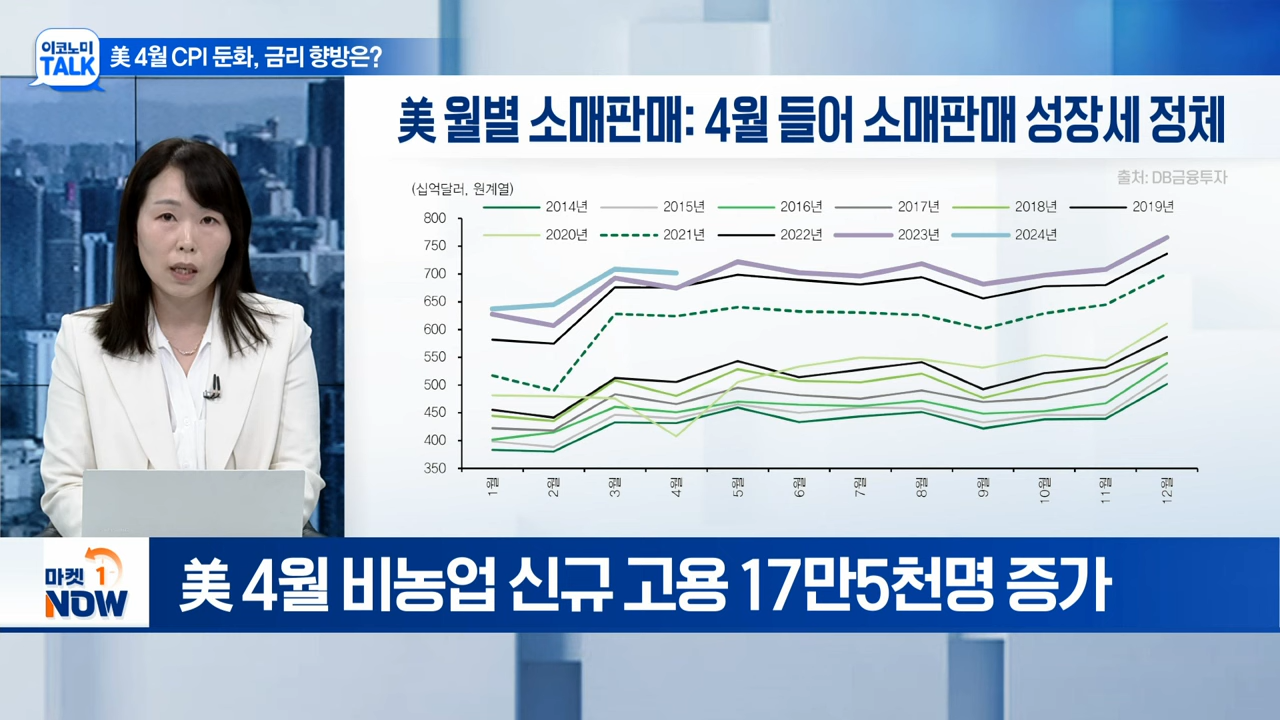 이코노미
TALK
美 4월 CPI 둔화, 금리 향방은?
美 월별 소매판매: 4월 들어 소매판매 성장세 정체
출처: DB금융투자
(십억달러, 원계열)
2014년 2015년 2016년 2017년 2018년 2019년
2020년 2021년 2022년 2023년 2024년
800
750
700
650
600
550
500
450
400
350
1월 2월 3월 4월 5월 6월 7월 8월 9월 10월 11월 12월
마켓 1
NOW
美 4월 비농업 신규 고용 17만5천명 증가